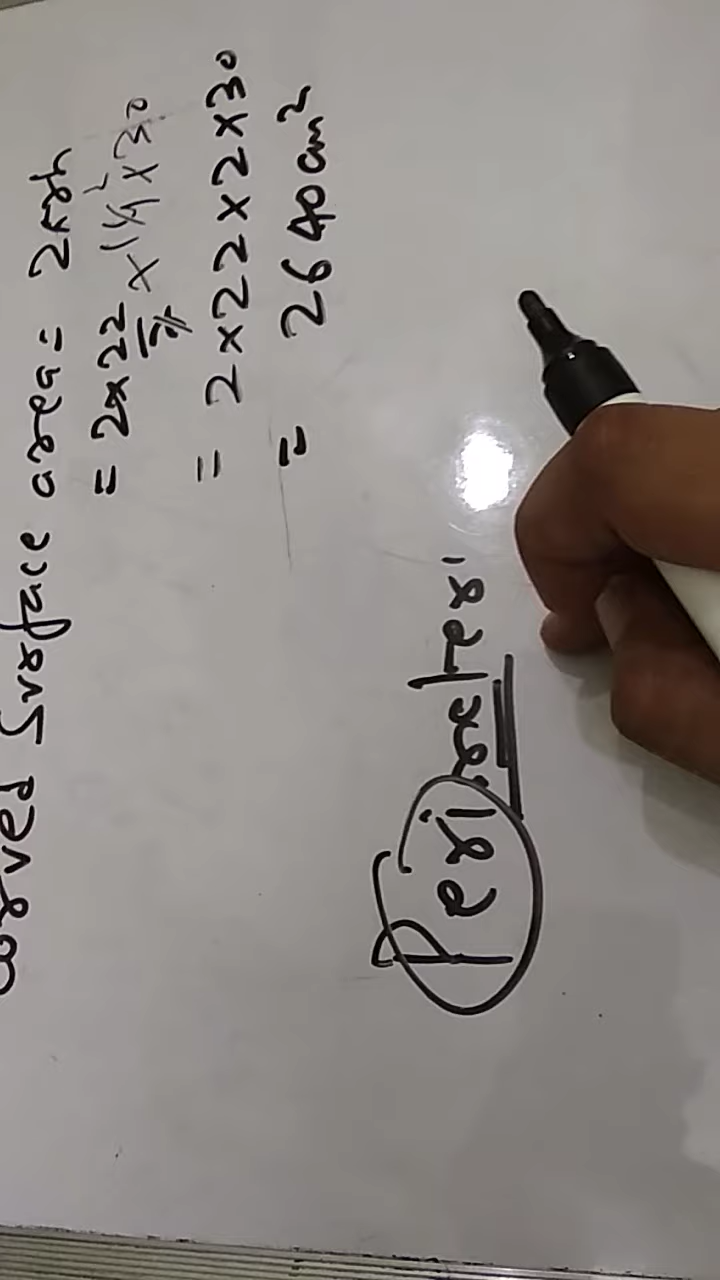 Curved Surface area = 2πrh
= 2×22/7 × 14 × 30
= 2×22×2×30
= 2640 cm²
Perimeter